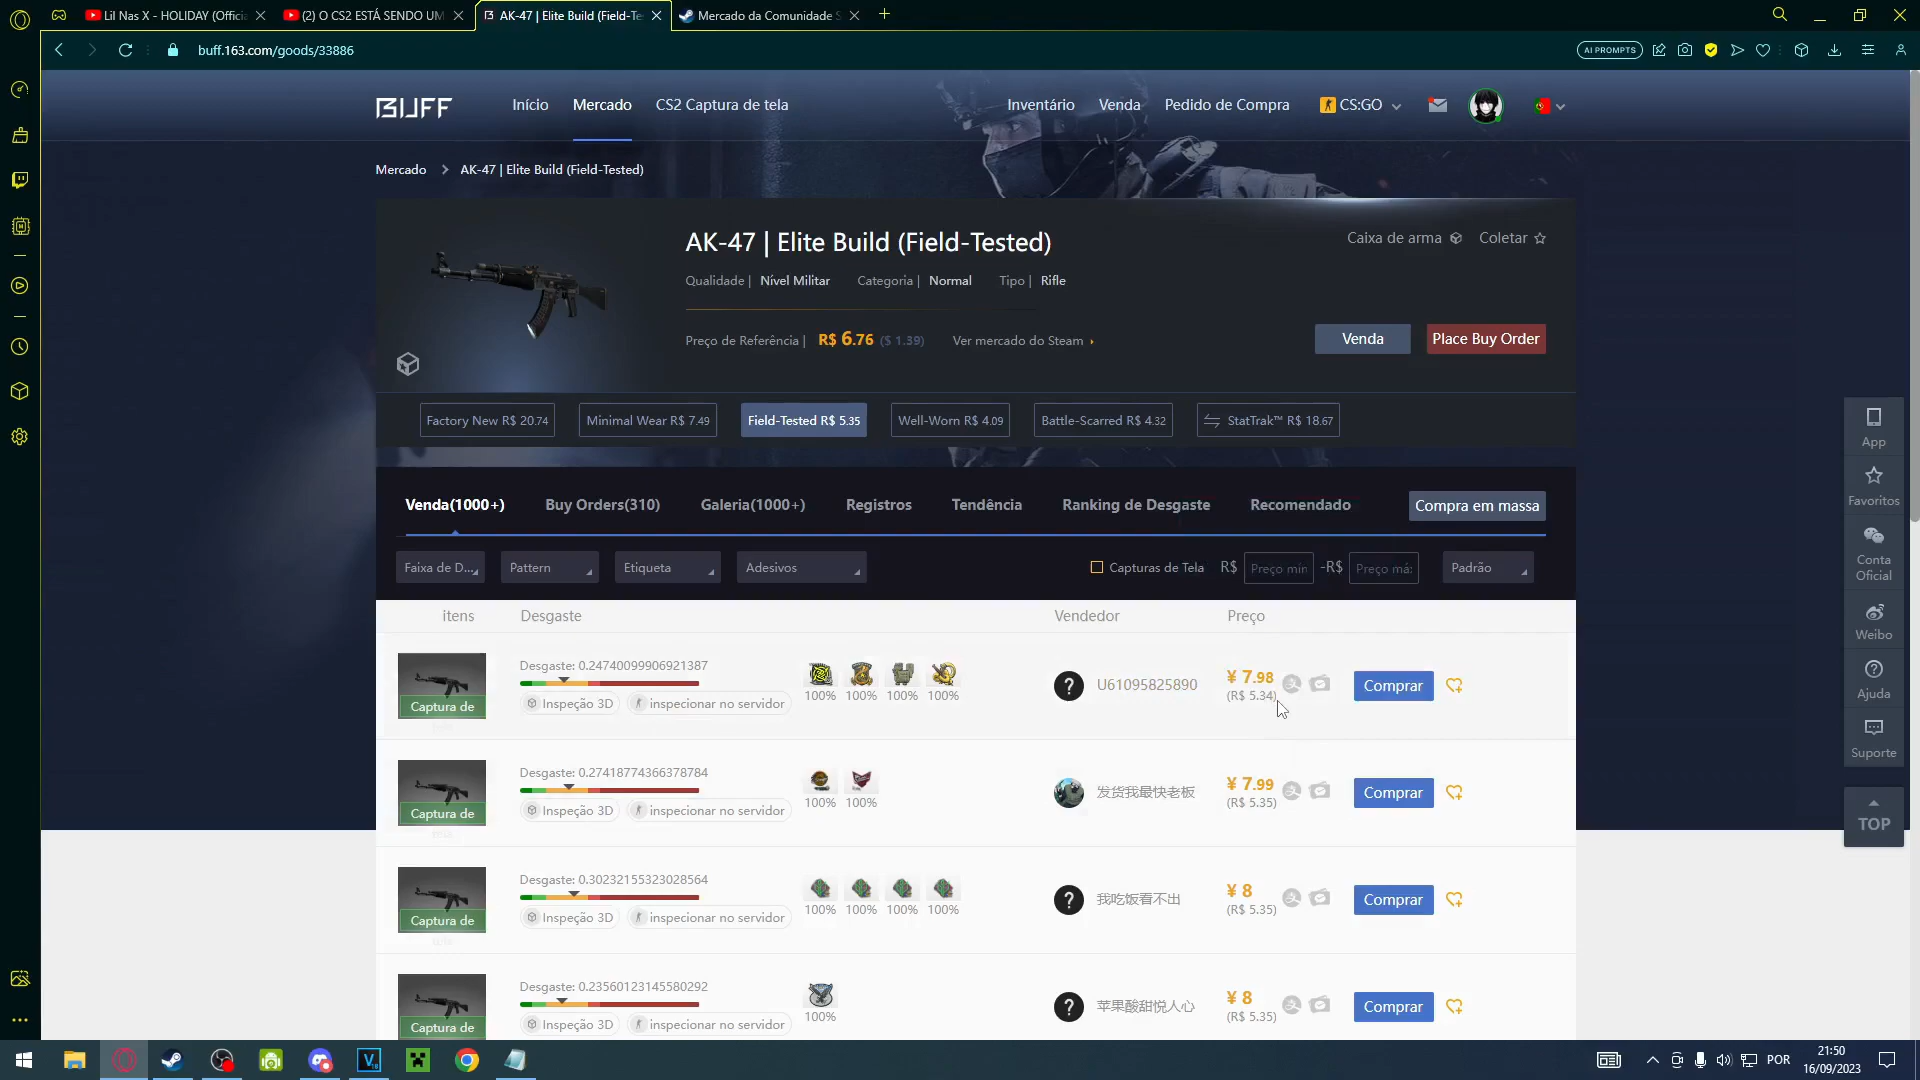 Lil Nas X - HOLIDAY (Offici
(2) O CS2 ESTÁ SENDO UM
AK-47 | Elite Build (Field-Te
Mercado da Comunidade S
buff.163.com/goods/33886
AI PROMPTS
BUFF
Início
Mercado
CS2 Captura de tela
Inventário
Venda
Pedido de Compra
CS:GO
Mercado > AK-47 | Elite Build (Field-Tested)
AK-47 | Elite Build (Field-Tested)
Caixa de arma
Coletar
Qualidade | Nível Militar
Categoria | Normal
Tipo | Rifle
Preço de Referência | R$ 6.76 ($ 1.39)
Ver mercado do Steam
Venda
Place Buy Order
Factory New R$ 20.74
Minimal Wear R$ 7.49
Field-Tested R$ 5.35
Well-Worn R$ 4.09
Battle-Scarred R$ 4.32
StatTrak™ R$ 18.67
Venda(1000+)
Buy Orders(310)
Galeria(1000+)
Registros
Tendência
Ranking de Desgaste
Recomendado
Compra em massa
Faixa de D...
Pattern
Etiqueta
Adesivos
Capturas de Tela
R$ Preço mín -R$ Preço má:
Padrão
itens
Desgaste
Vendedor
Preço
Captura de
Desgaste: 0.24740099906921387
Inspeção 3D
inspecionar no servidor
100% 100% 100% 100%
U61095825890
¥ 7.98
(R$ 5.34)
Comprar
Captura de
Desgaste: 0.27418774366378784
Inspeção 3D
inspecionar no servidor
100% 100%
发货我最快老板
¥ 7.99
(R$ 5.35)
Comprar
Captura de
Desgaste: 0.30232155323028564
Inspeção 3D
inspecionar no servidor
100% 100% 100% 100%
我吃饭看不出
¥ 8
(R$ 5.35)
Comprar
Captura de
Desgaste: 0.23560123145580292
Inspeção 3D
inspecionar no servidor
100%
苹果酸甜悦人心
¥ 8
(R$ 5.35)
Comprar
App
Favoritos
Conta
Oficial
Weibo
Ajuda
Suporte
TOP
POR
21:50
16/09/2023